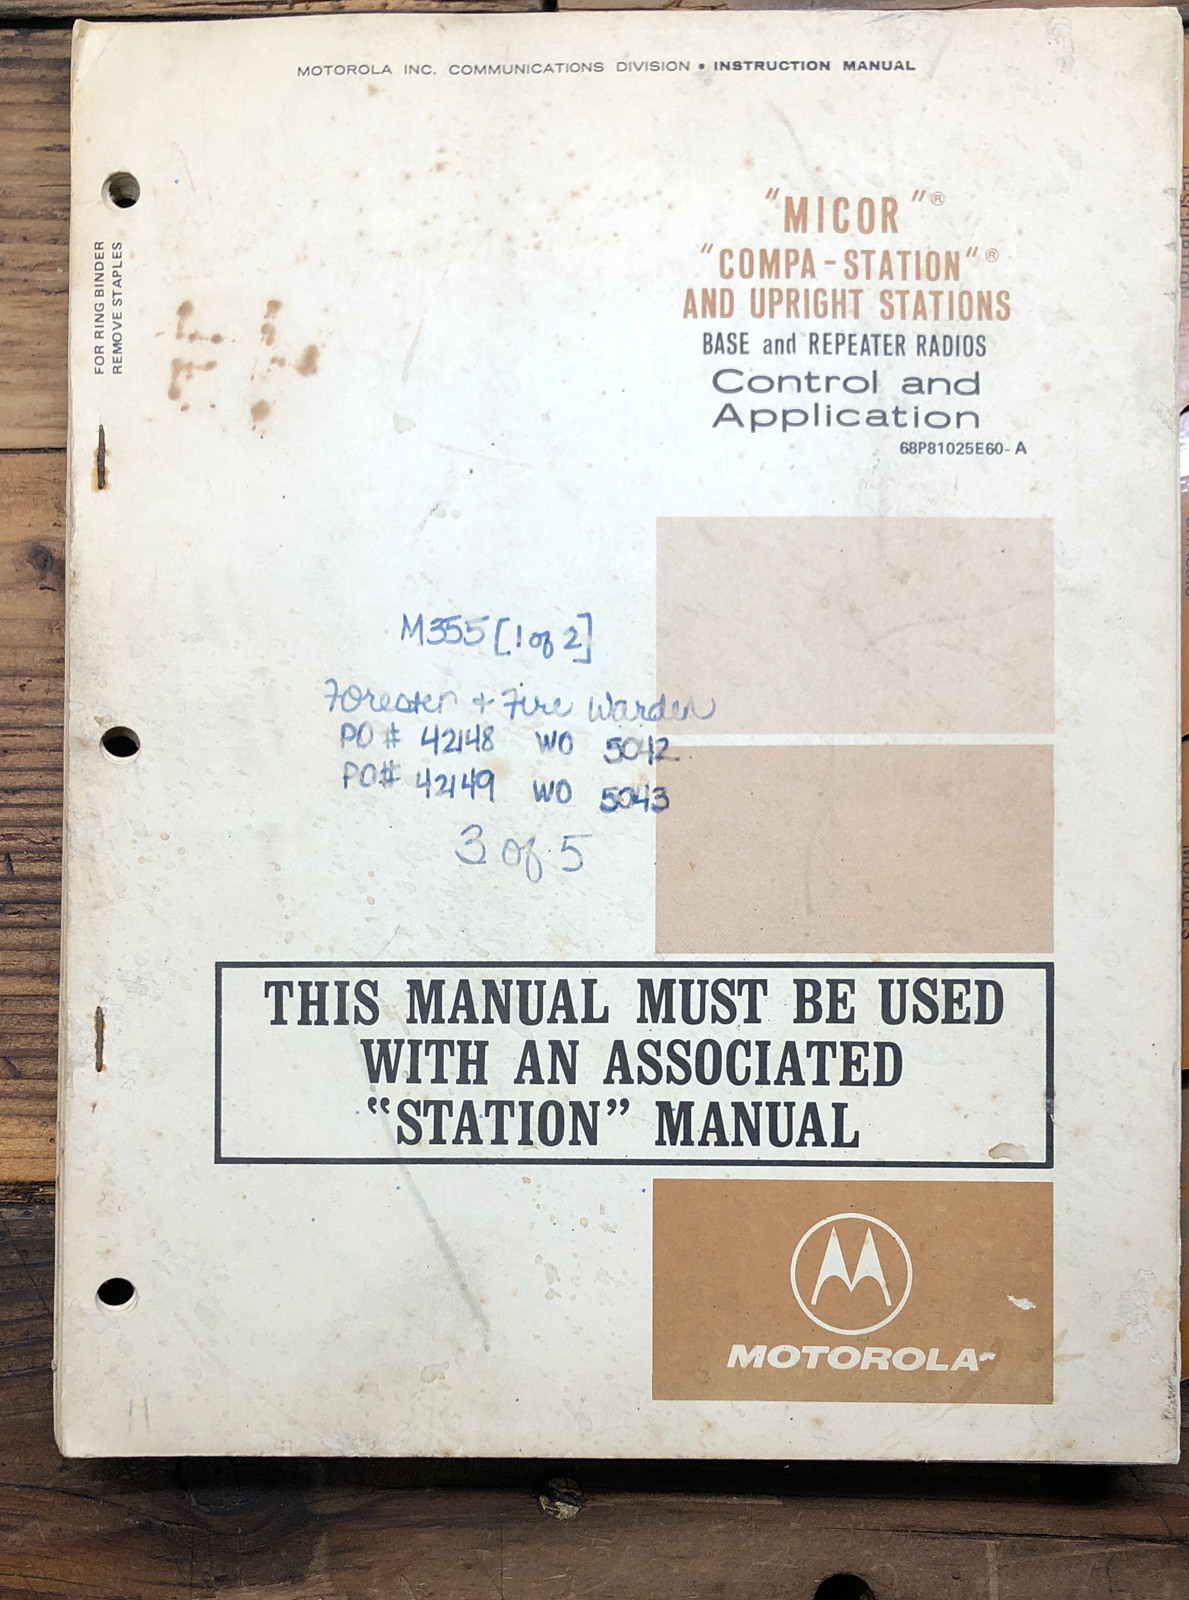 MOTOROLA INC. COMMUNICATIONS DIVISION • INSTRUCTION MANUAL
"MICOR"®
"COMPA-STATION"®
AND UPRIGHT STATIONS
BASE and REPEATER RADIOS
Control and
Application
68P81025E60-A
FOR RING BINDER
REMOVE STAPLES
M355 [1 of 2]
Forester + Fire Warden
PO # 42148 WO 5042
PO# 42149 WO 5043
3 of 5
THIS MANUAL MUST BE USED
WITH AN ASSOCIATED
“STATION” MANUAL
MOTOROLA
11